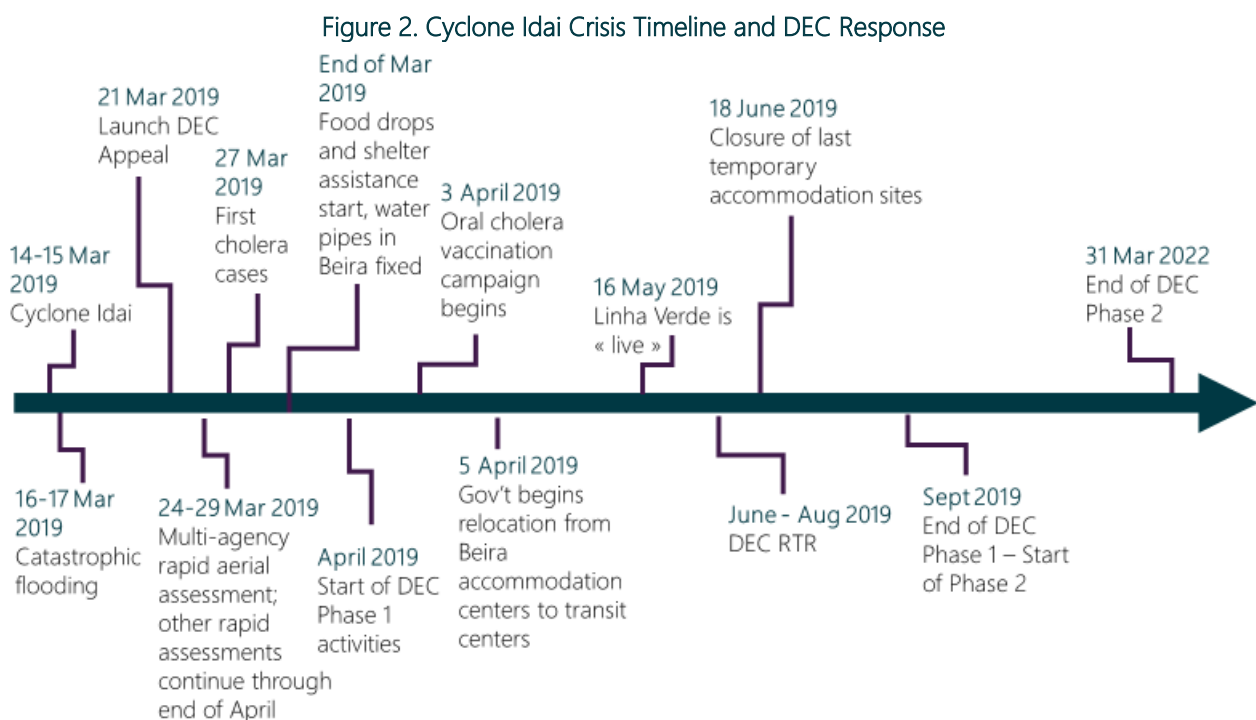 Figure 2. Cyclone Idai Crisis Timeline and DEC Response
14-15 Mar
2019
Cyclone Idai
21 Mar 2019
Launch DEC
Appeal
27 Mar
2019
First
cholera
cases
End of Mar
2019
Food drops
and shelter
assistance
start, water
pipes in
Beira fixed
3 April 2019
Oral cholera
vaccination
campaign
begins
16 May 2019
Linha Verde is
« live »
18 June 2019
Closure of last
temporary
accommodation sites
31 Mar 2022
End of DEC
Phase 2
16-17 Mar
2019
Catastrophic
flooding
24-29 Mar 2019
Multi-agency
rapid aerial
assessment;
other rapid
assessments
continue through
end of April
April 2019
Start of DEC
Phase 1
activities
5 April 2019
Gov't begins
relocation from
Beira
accommodation
centers to transit
centers
June - Aug 2019
DEC RTR
Sept 2019
End of DEC
Phase 1 – Start
of Phase 2